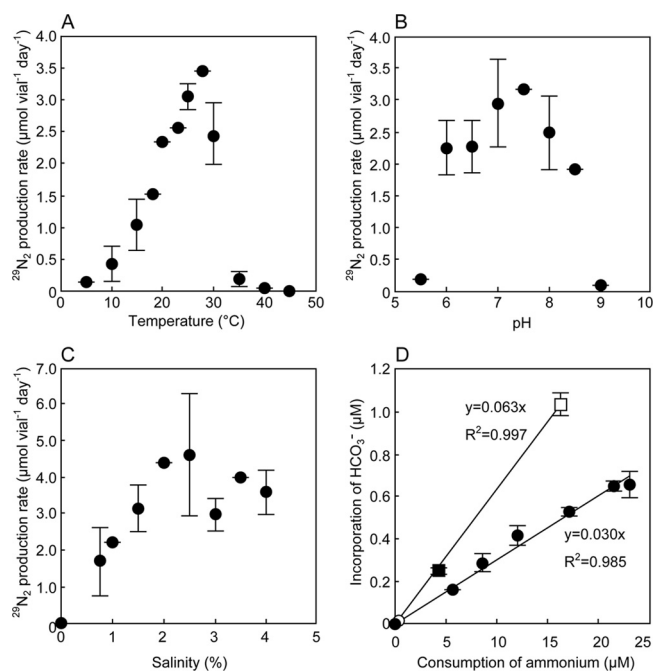 A
²⁹N₂ production rate (μmol vial⁻¹ day⁻¹)
4.0
3.5
3.0
2.5
2.0
1.5
1.0
0.5
0
0 10 20 30 40 50
Temperature (°C)
B
²⁹N₂ production rate (μmol vial⁻¹ day⁻¹)
4.0
3.5
3.0
2.5
2.0
1.5
1.0
0.5
0
5 6 7 8 9 10
pH
C
²⁹N₂ production rate (μmol vial⁻¹ day⁻¹)
7.0
6.0
5.0
4.0
3.0
2.0
1.0
0
0 1 2 3 4 5
Salinity (%)
D
Incorporation of HCO₃⁻ (μM)
1.2
1.0
0.8
0.6
0.4
0.2
0
y=0.063x
R²=0.997
y=0.030x
R²=0.985
0 5 10 15 20 25
Consumption of ammonium (μM)